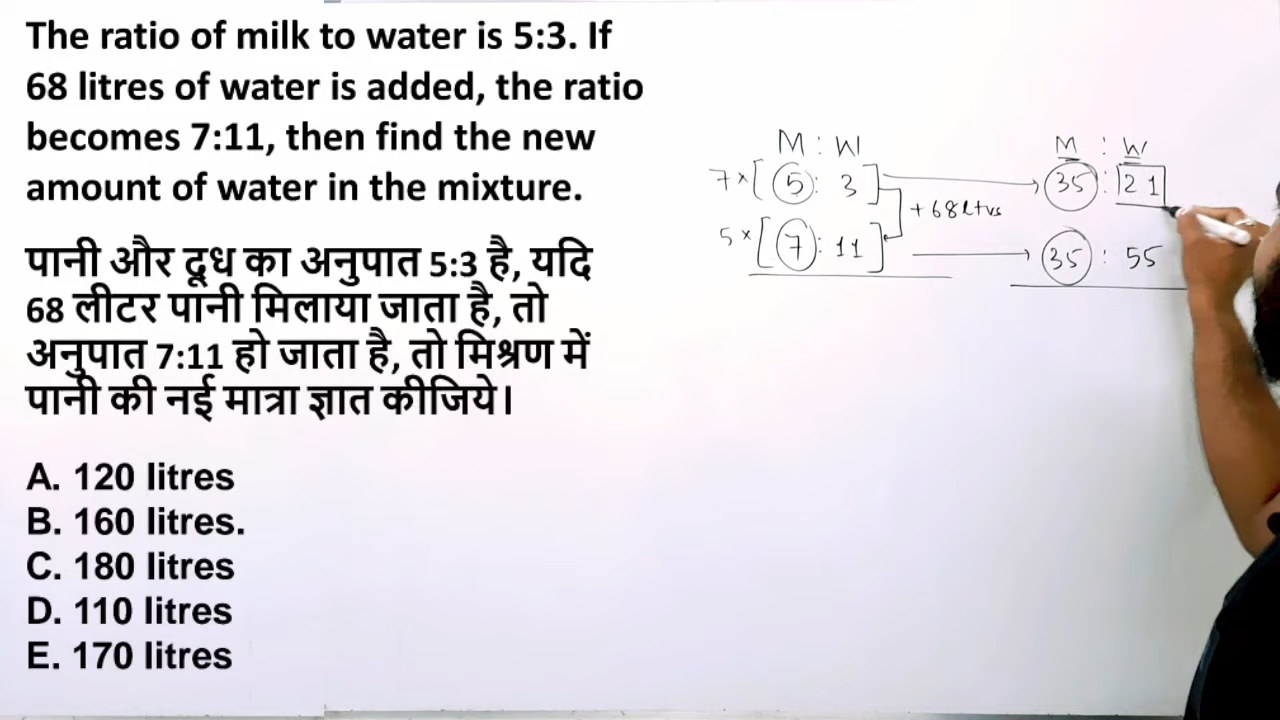 The ratio of milk to water is 5:3. If
68 litres of water is added, the ratio
becomes 7:11, then find the new
amount of water in the mixture.
पानी और दूध का अनुपात 5:3 है, यदि
68 लीटर पानी मिलाया जाता है, तो
अनुपात 7:11 हो जाता है, तो मिश्रण में
पानी की नई मात्रा ज्ञात कीजिये।
A. 120 litres
B. 160 litres.
C. 180 litres
D. 110 litres
E. 170 litres
M : W
7×[ 5 : 3 ]
+68 ltrs
5×[ 7 : 11 ]
M : W
35 : 21
35 : 55